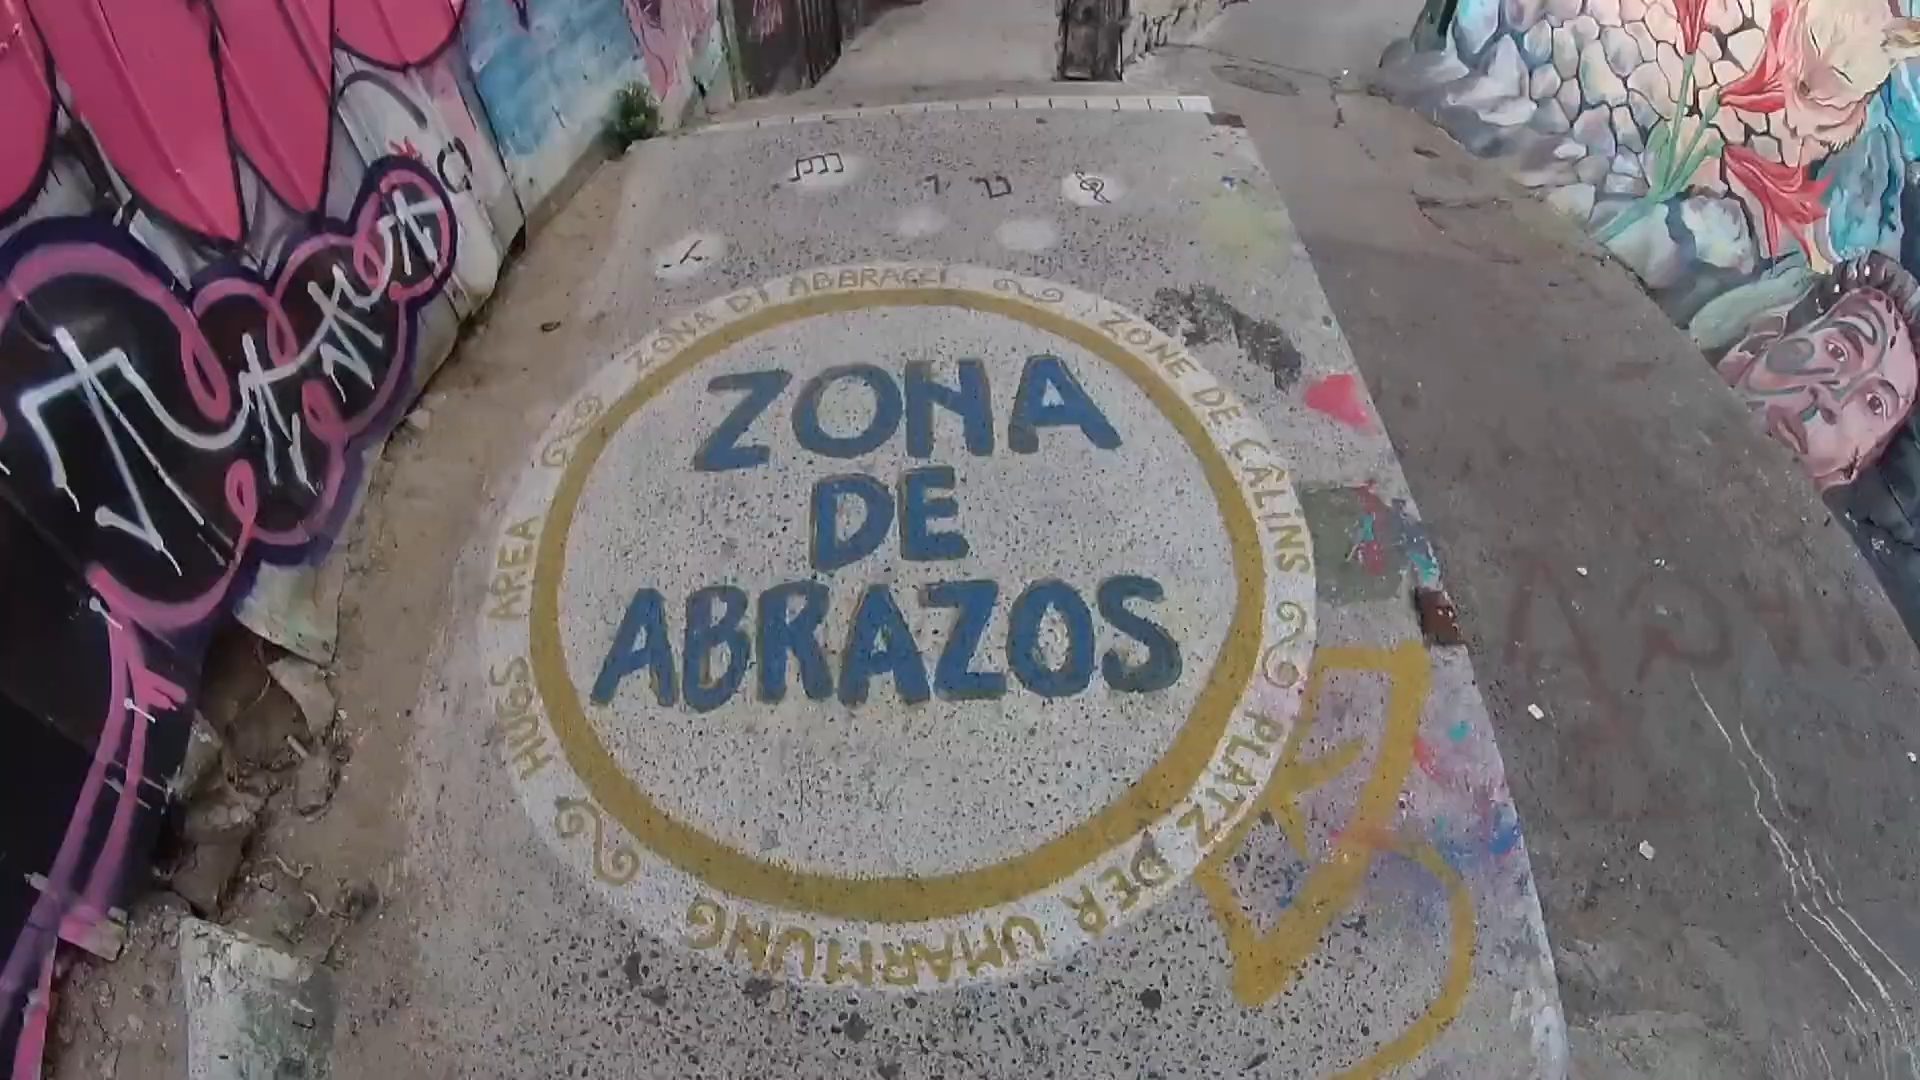 ZONA
DE
ABRAZOS
ZONA DI ABBRACCI
ZONE DE CÂLINS
PLATZ DER UMARMUNG
HUGS AREA